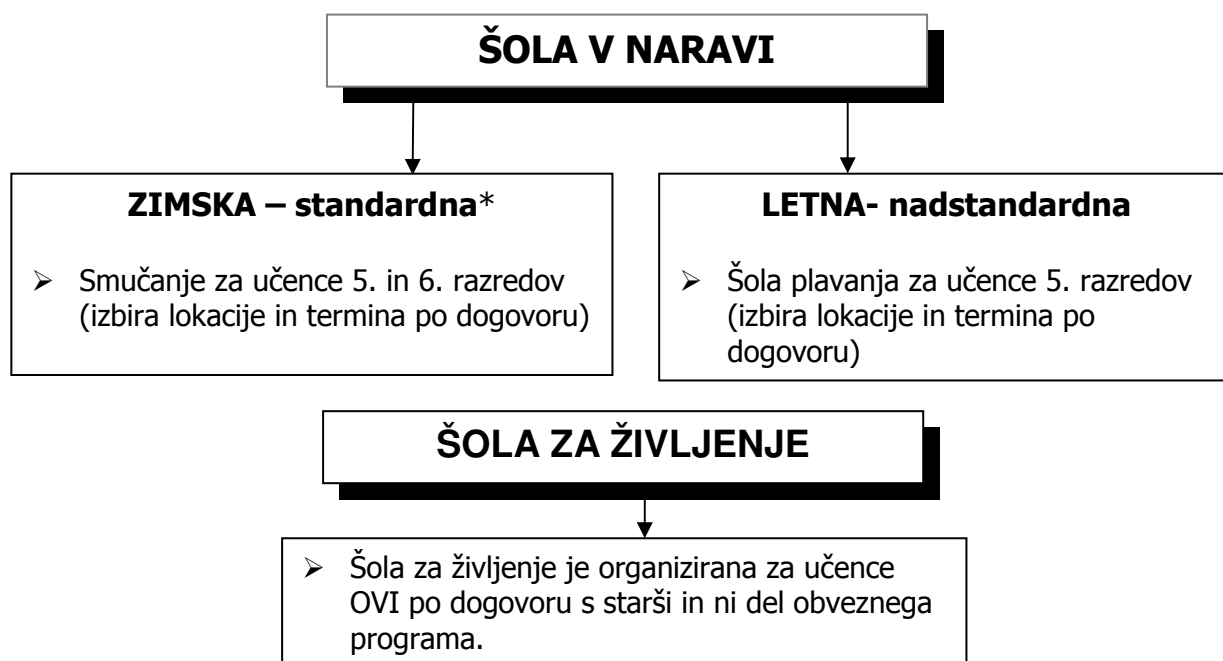 ŠOLA V NARAVI
ZIMSKA – standardna*
➢ Smučanje za učence 5. in 6. razredov
(izbira lokacije in termina po dogovoru)
LETNA- nadstandardna
➢ Šola plavanja za učence 5. razredov
(izbira lokacije in termina po
dogovoru)
ŠOLA ZA ŽIVLJENJE
➢ Šola za življenje je organizirana za učence
OVI po dogovoru s starši in ni del obveznega
programa.